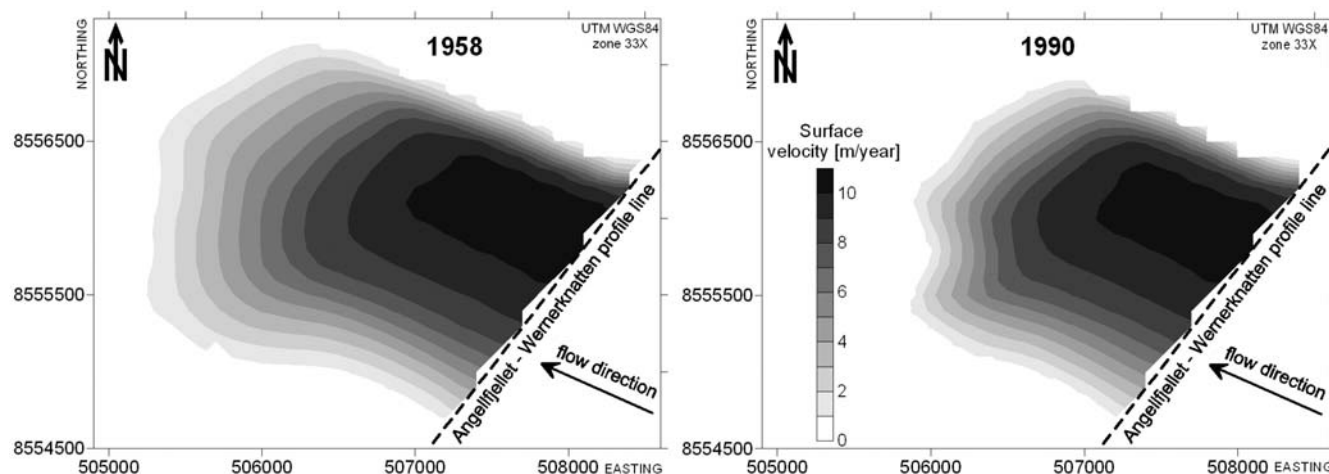 UTM WGS84
zone 33X
1958
N
NORTHING
8556500
8555500
8554500
Angellfjellet - Wernerknatten profile line
flow direction
505000 506000 507000 508000 EASTING
UTM WGS84
zone 33X
1990
N
NORTHING
8556500
8555500
8554500
Surface
velocity [m/year]
10
8
6
4
2
0
Angellfjellet - Wernerknatten profile line
flow direction
505000 506000 507000 508000 EASTING